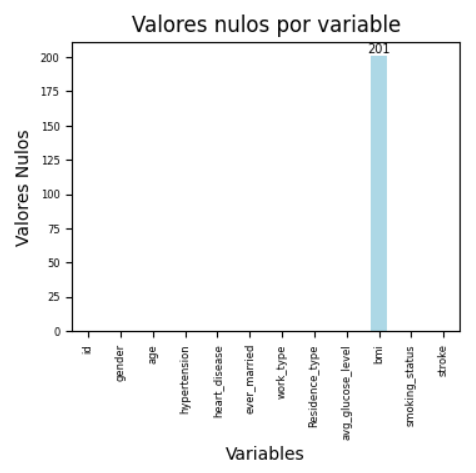 Valores nulos por variable
201
200
175
150
125
100
75
50
25
0
Valores Nulos
id
gender
age
hypertension
heart_disease
ever_married
work_type
Residence_type
avg_glucose_level
bmi
smoking_status
stroke
Variables